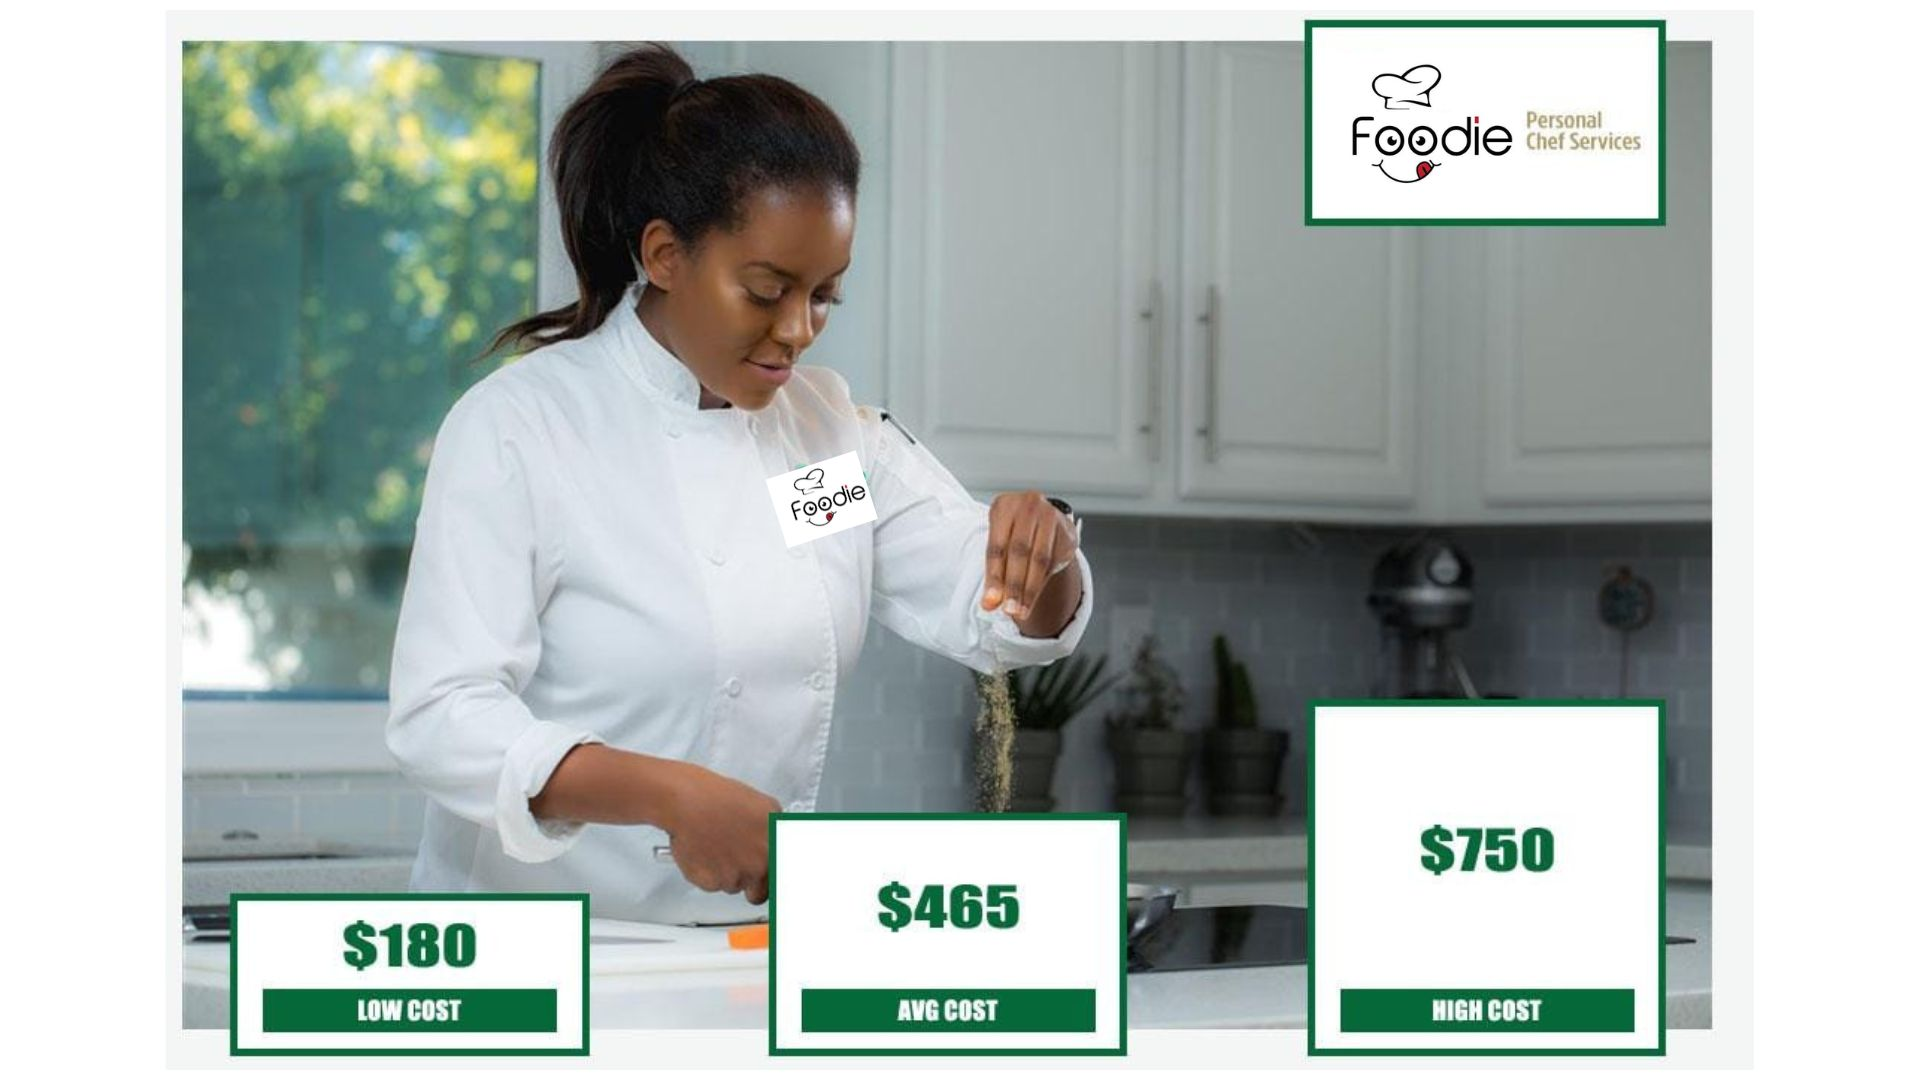 Foodie
Personal
Chef Services
Foodie
$180
LOW COST
$465
AVG COST
$750
HIGH COST